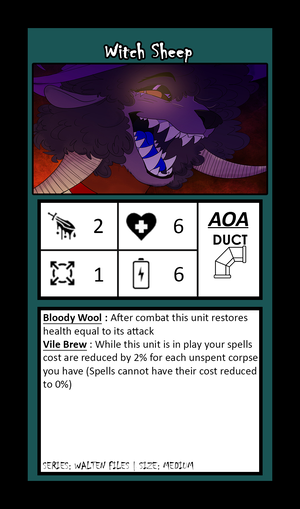 Witch Sheep
2
6
AOA
DUCT
1
6
Bloody Wool : After combat this unit restores
health equal to its attack
Vile Brew : While this unit is in play your spells
cost are reduced by 2% for each unspent corpse
you have (Spells cannot have their cost reduced
to 0%)
SERIES: WALTEN FILES | SIZE: MEDIUM